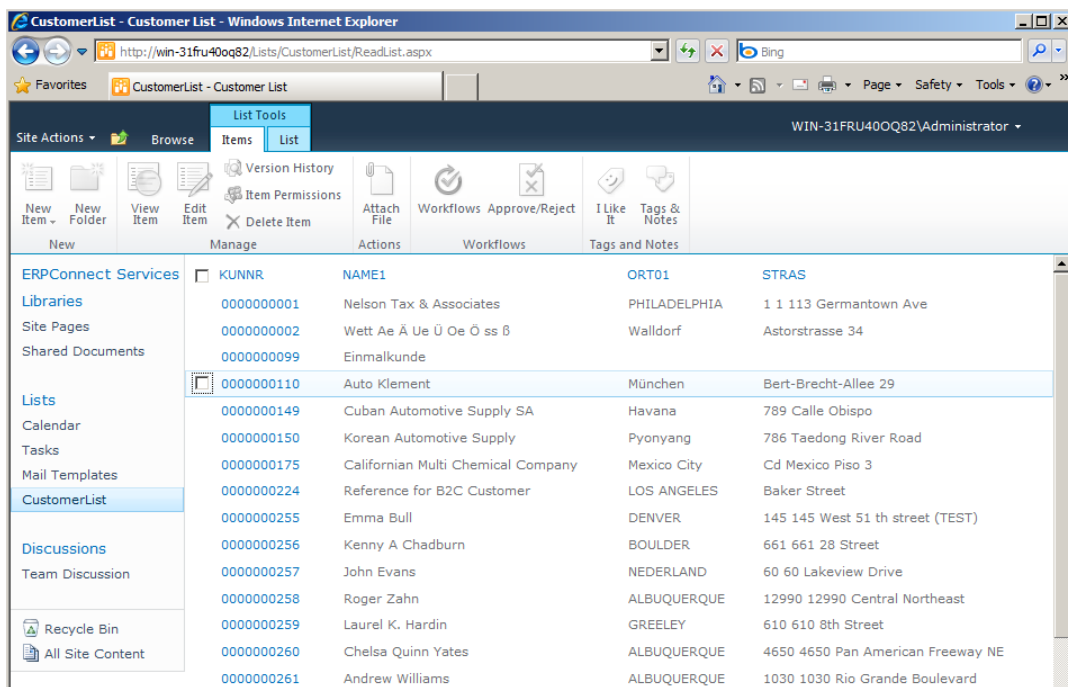 CustomerList - Customer List - Windows Internet Explorer
http://win-31fru40oq82/Lists/CustomerList/ReadList.aspx
Bing
Favorites
CustomerList - Customer List
Page
Safety
Tools
»
List Tools
WIN-31FRU40OQ82\Administrator
Site Actions
Browse
Items
List
New Item
New Folder
View Item
Edit Item
Version History
Item Permissions
Delete Item
Attach File
Workflows
Approve/Reject
I Like It
Tags & Notes
New
Manage
Actions
Workflows
Tags and Notes
ERPConnect Services
Libraries
Site Pages
Shared Documents
Lists
Calendar
Tasks
Mail Templates
CustomerList
Discussions
Team Discussion
Recycle Bin
All Site Content
KUNNR NAME1 ORT01 STRAS
0000000001 Nelson Tax & Associates PHILADELPHIA 1 1 113 Germantown Ave
0000000002 Wett Ae Ä Ue Ü Oe Ö ss ß Walldorf Astorstrasse 34
0000000099 Einmalkunde
0000000110 Auto Klement München Bert-Brecht-Allee 29
0000000149 Cuban Automotive Supply SA Havana 789 Calle Obispo
0000000150 Korean Automotive Supply Pyonyang 786 Taedong River Road
0000000175 Californian Multi Chemical Company Mexico City Cd Mexico Piso 3
0000000224 Reference for B2C Customer LOS ANGELES Baker Street
0000000255 Emma Bull DENVER 145 145 West 51 th street (TEST)
0000000256 Kenny A Chadburn BOULDER 661 661 28 Street
0000000257 John Evans NEDERLAND 60 60 Lakeview Drive
0000000258 Roger Zahn ALBUQUERQUE 12990 12990 Central Northeast
0000000259 Laurel K. Hardin GREELEY 610 610 8th Street
0000000260 Chelsa Quinn Yates ALBUQUERQUE 4650 4650 Pan American Freeway NE
0000000261 Andrew Williams ALBUQUERQUE 1030 1030 Rio Grande Boulevard